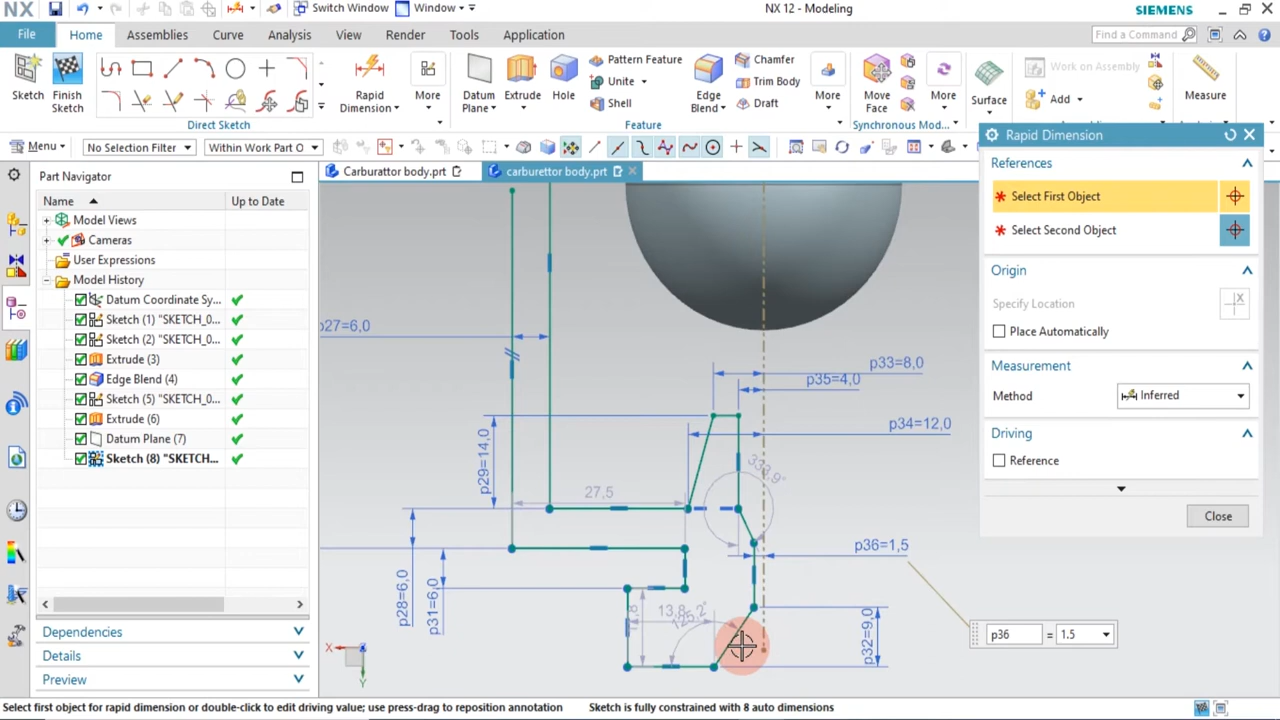 NX
Switch Window
Window
NX 12 - Modeling
SIEMENS
File
Home
Assemblies
Curve
Analysis
View
Render
Tools
Application
Find a Command
Sketch
Finish
Sketch
Rapid
Dimension
More
Datum
Plane
Extrude
Hole
Pattern Feature
Unite
Shell
Edge
Blend
Chamfer
Trim Body
Draft
More
Move
Face
More
Surface
Work on Assembly
Add
Measure
Direct Sketch
Feature
Synchronous Mod...
Menu
No Selection Filter
Within Work Part O
Part Navigator
Carburattor body.prt
carburettor body.prt
Name
Up to Date
Model Views
Cameras
User Expressions
Model History
Datum Coordinate Sy...
Sketch (1) "SKETCH_0...
Sketch (2) "SKETCH_0...
Extrude (3)
Edge Blend (4)
Sketch (5) "SKETCH_0...
Extrude (6)
Datum Plane (7)
Sketch (8) "SKETCH...
Dependencies
Details
Preview
Rapid Dimension
References
Select First Object
Select Second Object
Origin
Specify Location
Place Automatically
Measurement
Method
Inferred
Driving
Reference
Close
p27=6,0
p33=8,0
p35=4,0
p34=12,0
p29=14,0
333,9°
27,5
p36=1,5
p28=6,0
p31=6,0
13,8
125,2°
p32=9,0
p36
=
1.5
X
Y
Select first object for rapid dimension or double-click to edit driving value; use press-drag to reposition annotation
Sketch is fully constrained with 8 auto dimensions